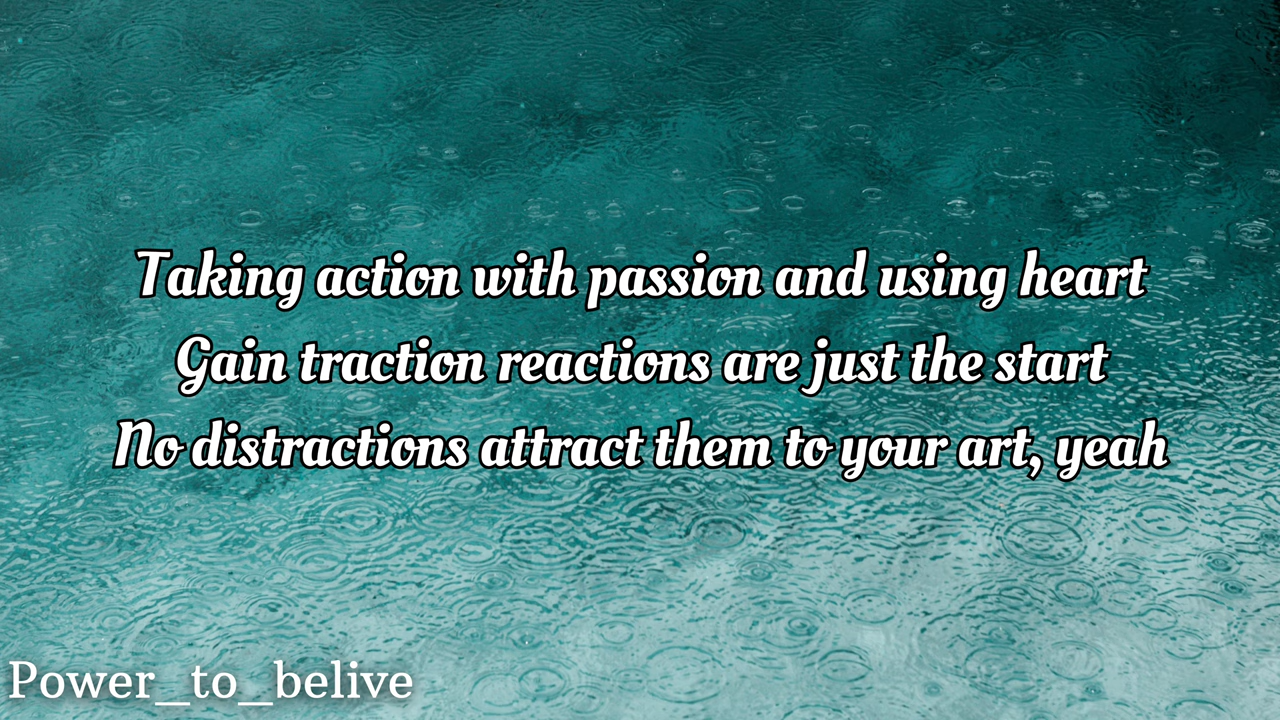 Taking action with passion and using heart
Gain traction reactions are just the start
No distractions attract them to your art, yeah
Power_to_belive